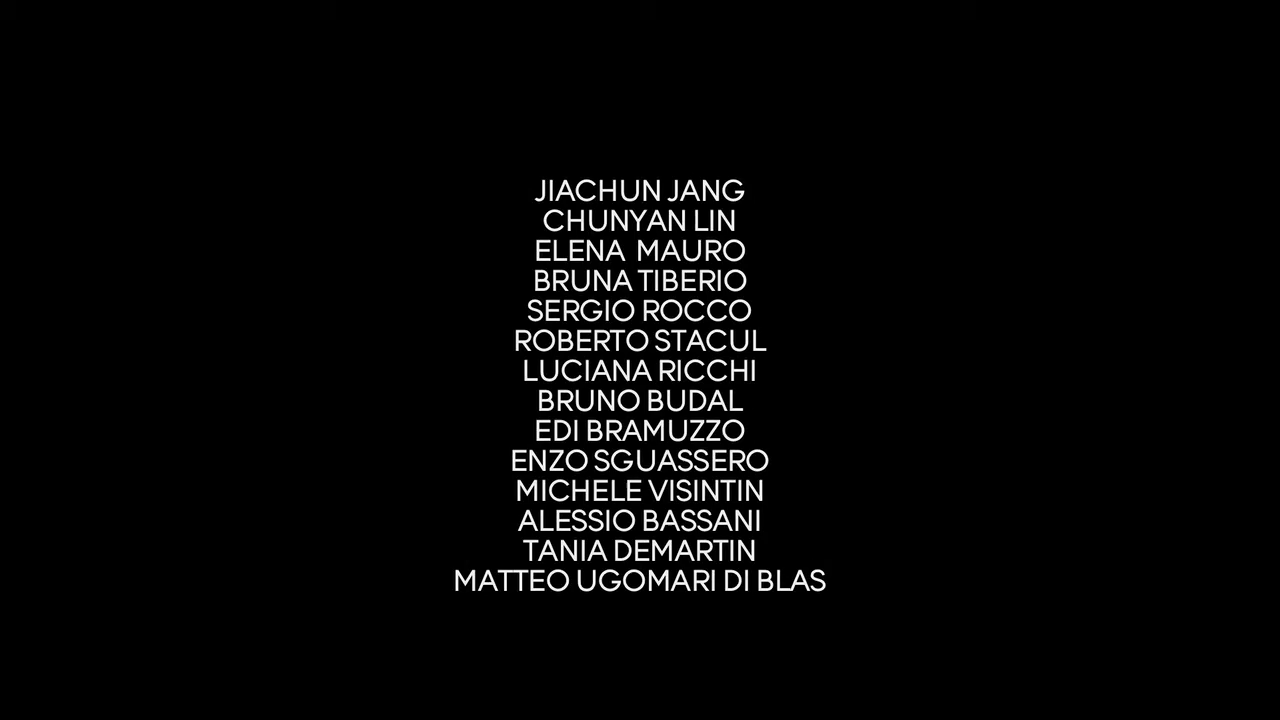 JIACHUN JANG
CHUNYAN LIN
ELENA  MAURO
BRUNA TIBERIO
SERGIO ROCCO
ROBERTO STACUL
LUCIANA RICCHI
BRUNO BUDAL
EDI BRAMUZZO
ENZO SGUASSERO
MICHELE VISINTIN
ALESSIO BASSANI
TANIA DEMARTIN
MATTEO UGOMARI DI BLAS